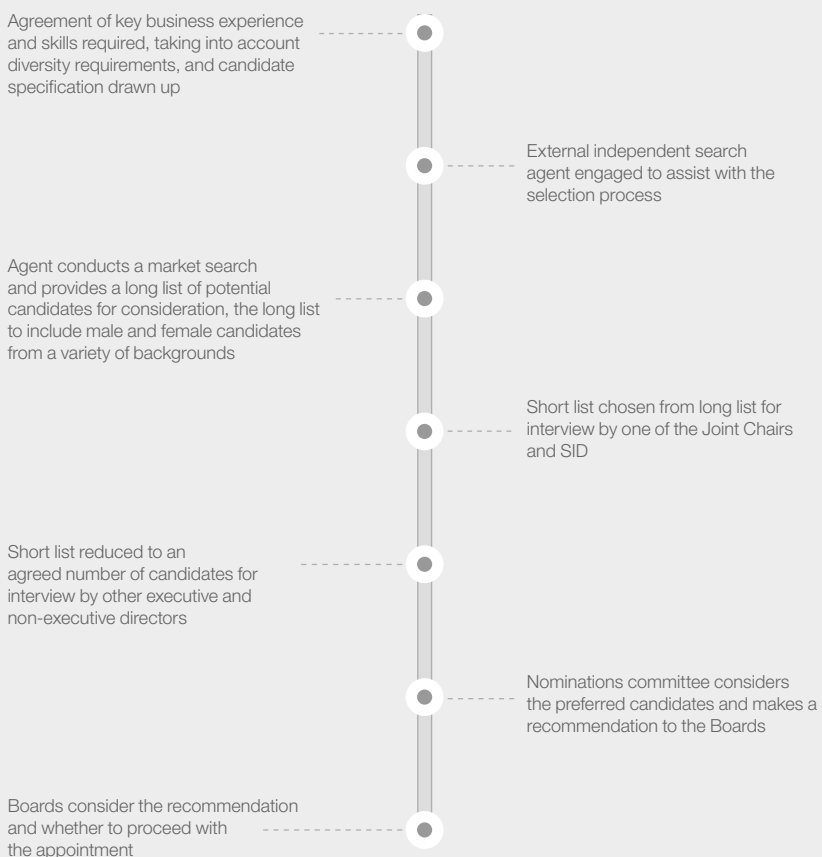 Agreement of key business experience
and skills required, taking into account
diversity requirements, and candidate
specification drawn up
External independent search
agent engaged to assist with the
selection process
Agent conducts a market search
and provides a long list of potential
candidates for consideration, the long list
to include male and female candidates
from a variety of backgrounds
Short list chosen from long list for
interview by one of the Joint Chairs
and SID
Short list reduced to an
agreed number of candidates for
interview by other executive and
non-executive directors
Nominations committee considers
the preferred candidates and makes a
recommendation to the Boards
Boards consider the recommendation
and whether to proceed with
the appointment